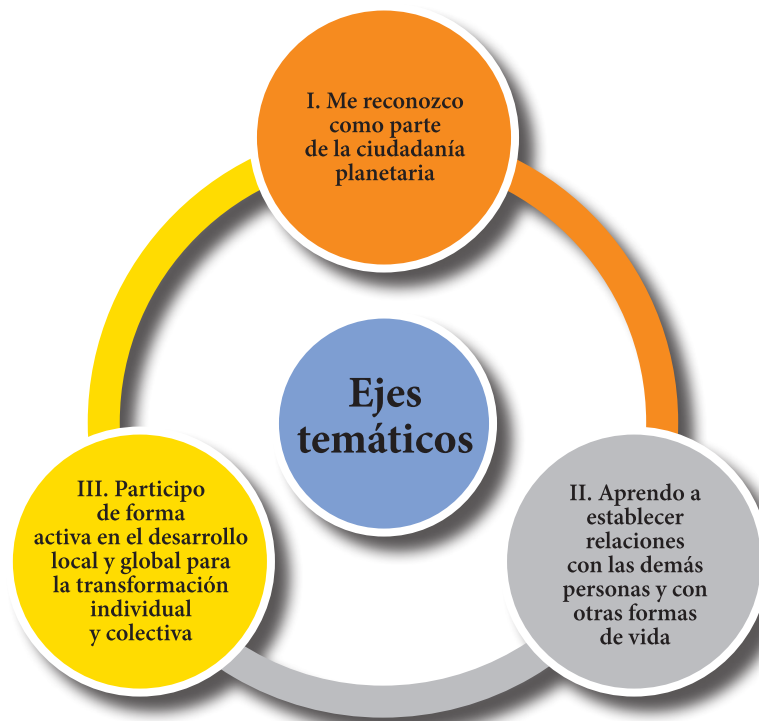 I. Me reconozco
como parte
de la ciudadanía
planetaria
Ejes
temáticos
II. Aprendo a
establecer
relaciones
con las demás
personas y con
otras formas
de vida
III. Participo
de forma
activa en el desarrollo
local y global para
la transformación
individual
y colectiva